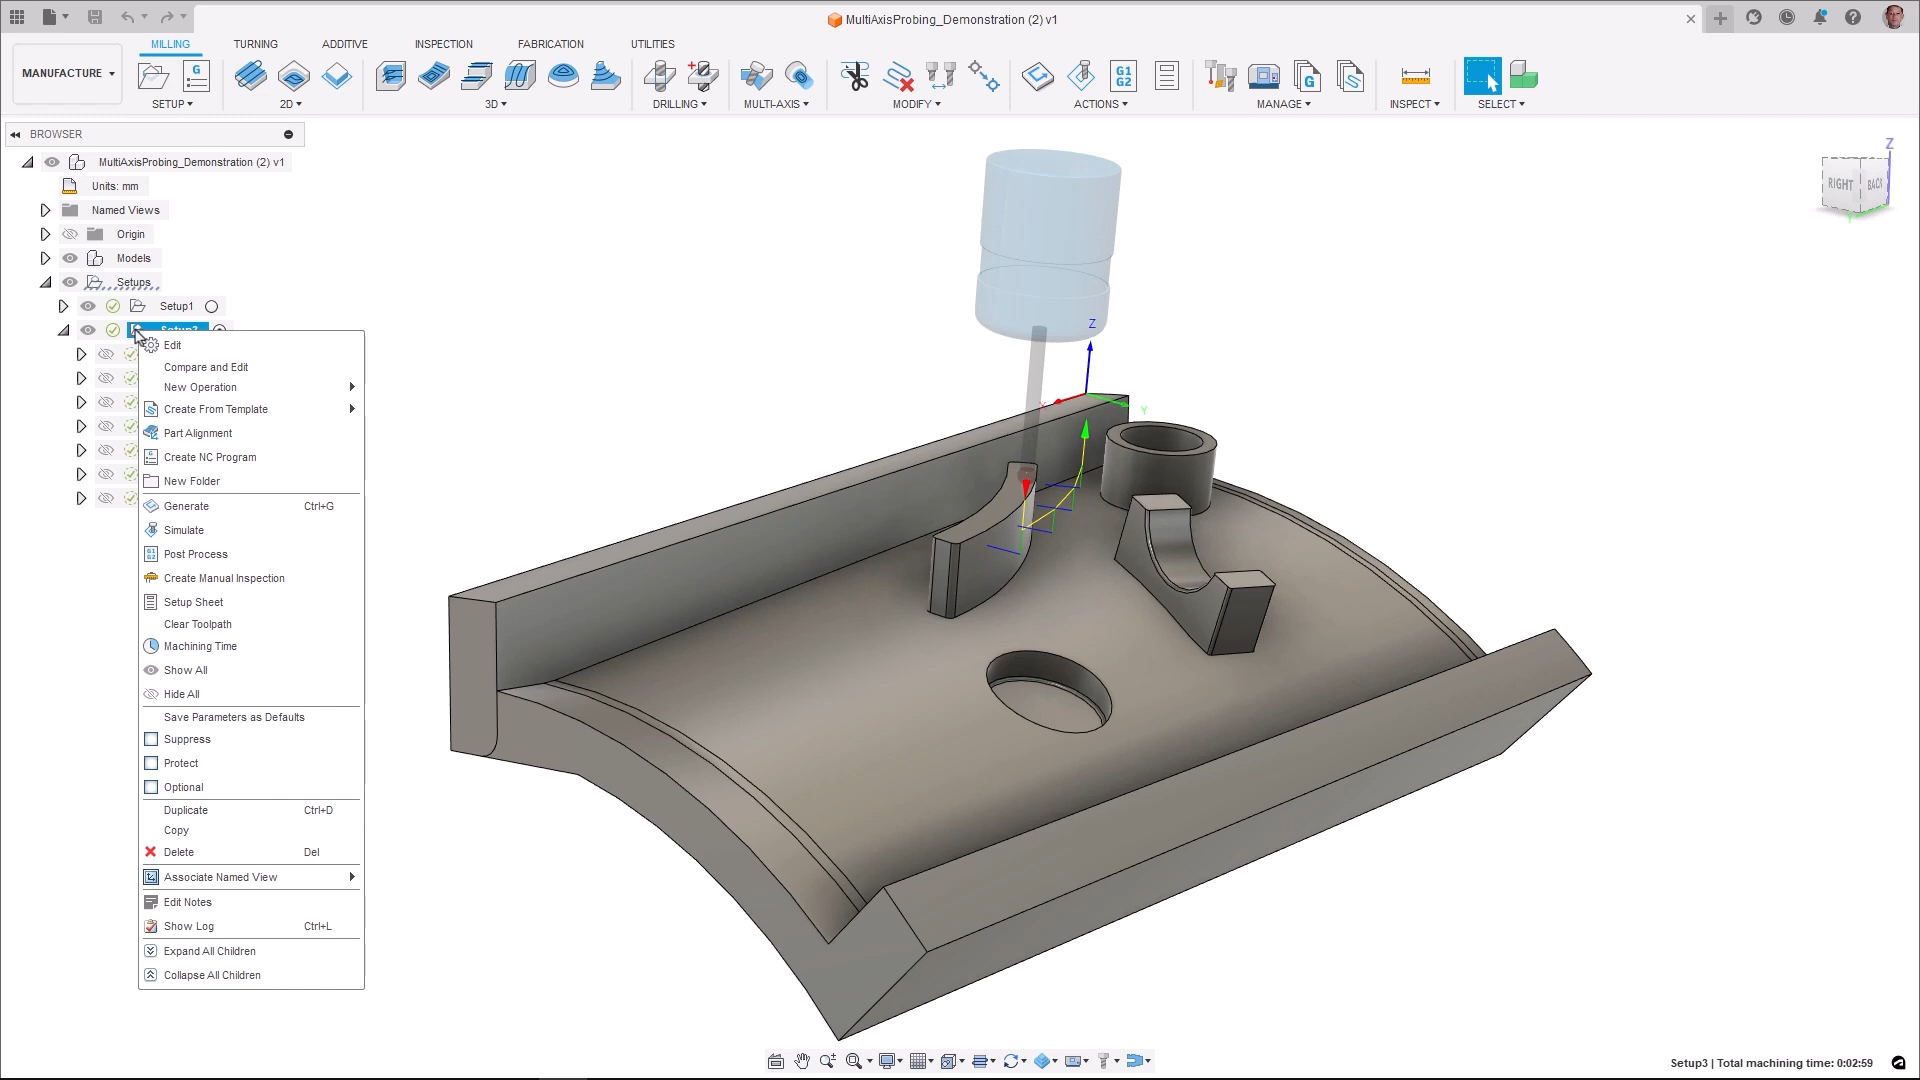 MultiAxisProbing_Demonstration (2) v1
MILLING
TURNING
ADDITIVE
INSPECTION
FABRICATION
UTILITIES
MANUFACTURE
G
G1
G2
G
SETUP
2D
3D
DRILLING
MULTI-AXIS
MODIFY
ACTIONS
MANAGE
INSPECT
SELECT
BROWSER
MultiAxisProbing_Demonstration (2) v1
Units: mm
Named Views
Origin
Models
Setups
Setup1
Edit
Compare and Edit
New Operation
Create From Template
Part Alignment
Create NC Program
New Folder
Generate Ctrl+G
Simulate
Post Process
Create Manual Inspection
Setup Sheet
Clear Toolpath
Machining Time
Show All
Hide All
Save Parameters as Defaults
Suppress
Protect
Optional
Duplicate Ctrl+D
Copy
Delete Del
Associate Named View
Edit Notes
Show Log Ctrl+L
Expand All Children
Collapse All Children
Z
X
Y
Z
RIGHT
BACK
Y
Setup3 | Total machining time: 0:02:59